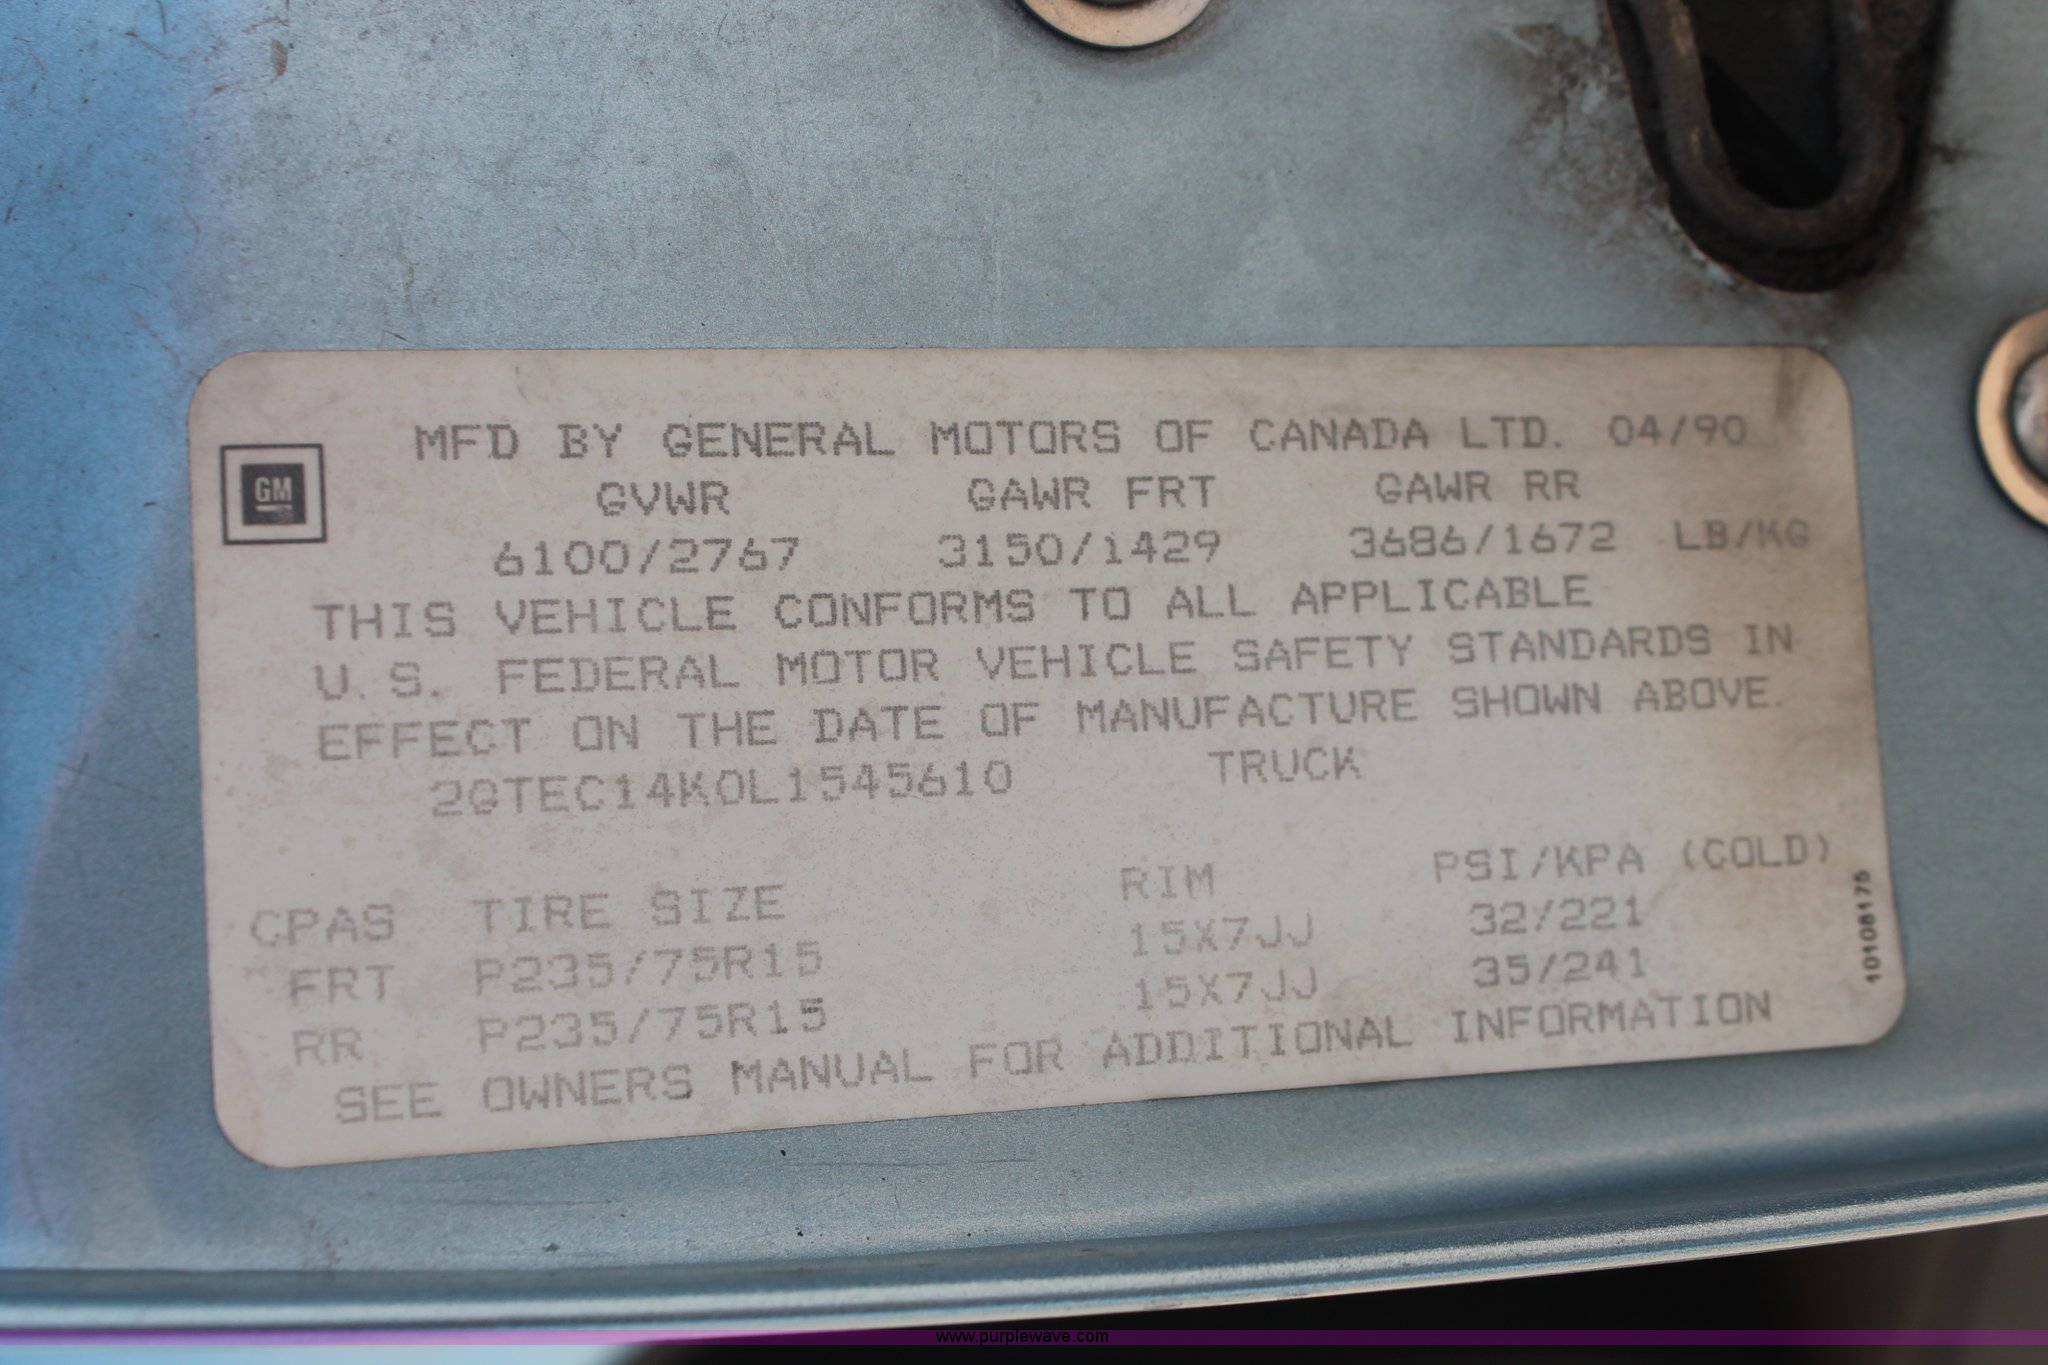 MFD BY GENERAL MOTORS OF CANADA LTD. 04/90
GM
GVWR GAWR FRT GAWR RR
6100/2767 3150/1429 3686/1672 LB/KG
THIS VEHICLE CONFORMS TO ALL APPLICABLE
U.S. FEDERAL MOTOR VEHICLE SAFETY STANDARDS IN
EFFECT ON THE DATE OF MANUFACTURE SHOWN ABOVE.
2GTEC14K0L1545610 TRUCK
CPAS TIRE SIZE RIM PSI/KPA (COLD)
FRT P235/75R15 15X7JJ 32/221
RR P235/75R15 15X7JJ 35/241
SEE OWNERS MANUAL FOR ADDITIONAL INFORMATION
10108175
www.purplewave.com